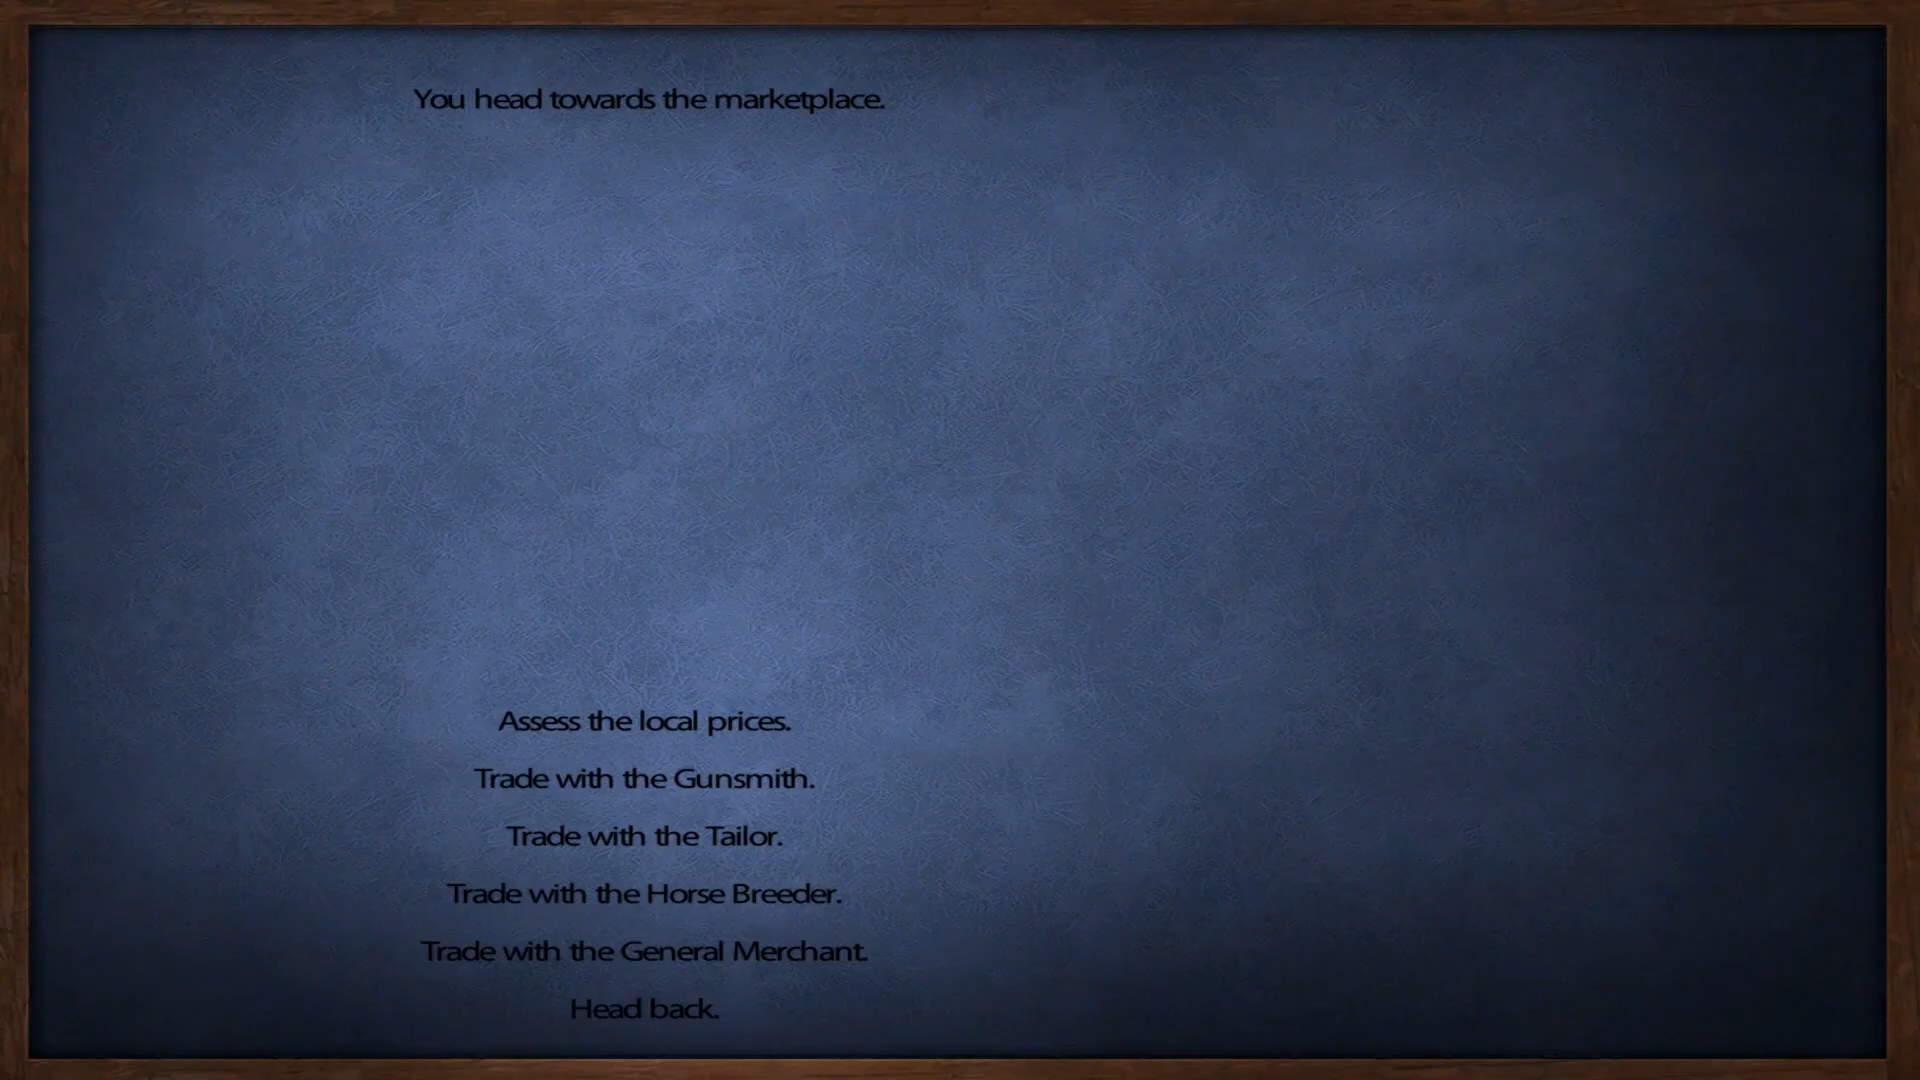 You head towards the marketplace.
Assess the local prices.
Trade with the Gunsmith.
Trade with the Tailor.
Trade with the Horse Breeder.
Trade with the General Merchant.
Head back.